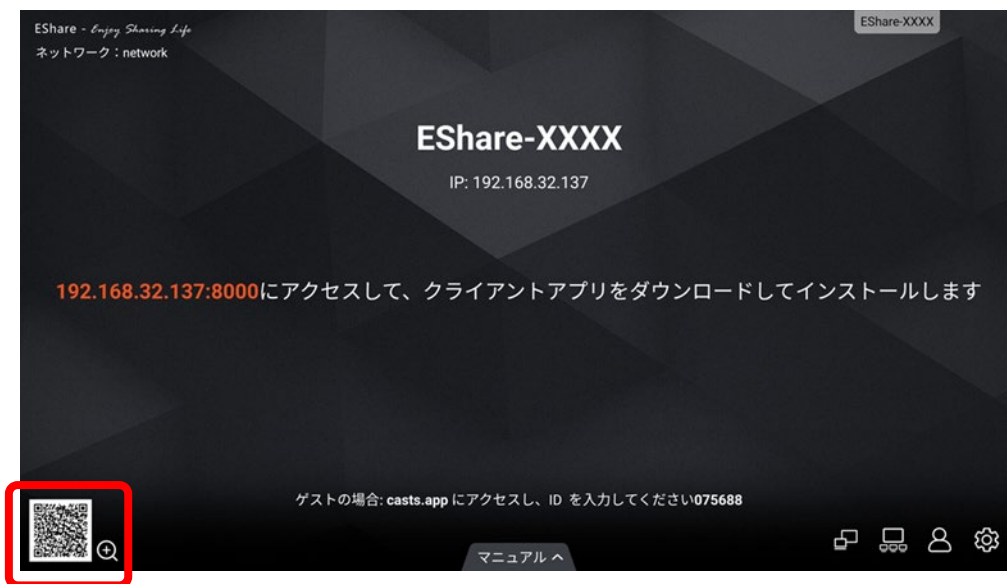 EShare - Enjoy Sharing Life
EShare-XXXX
ネットワーク：network
EShare-XXXX
IP: 192.168.32.137
192.168.32.137:8000にアクセスして、クライアントアプリをダウンロードしてインストールします
ゲストの場合: casts.app にアクセスし、ID を入力してください075688
マニュアル